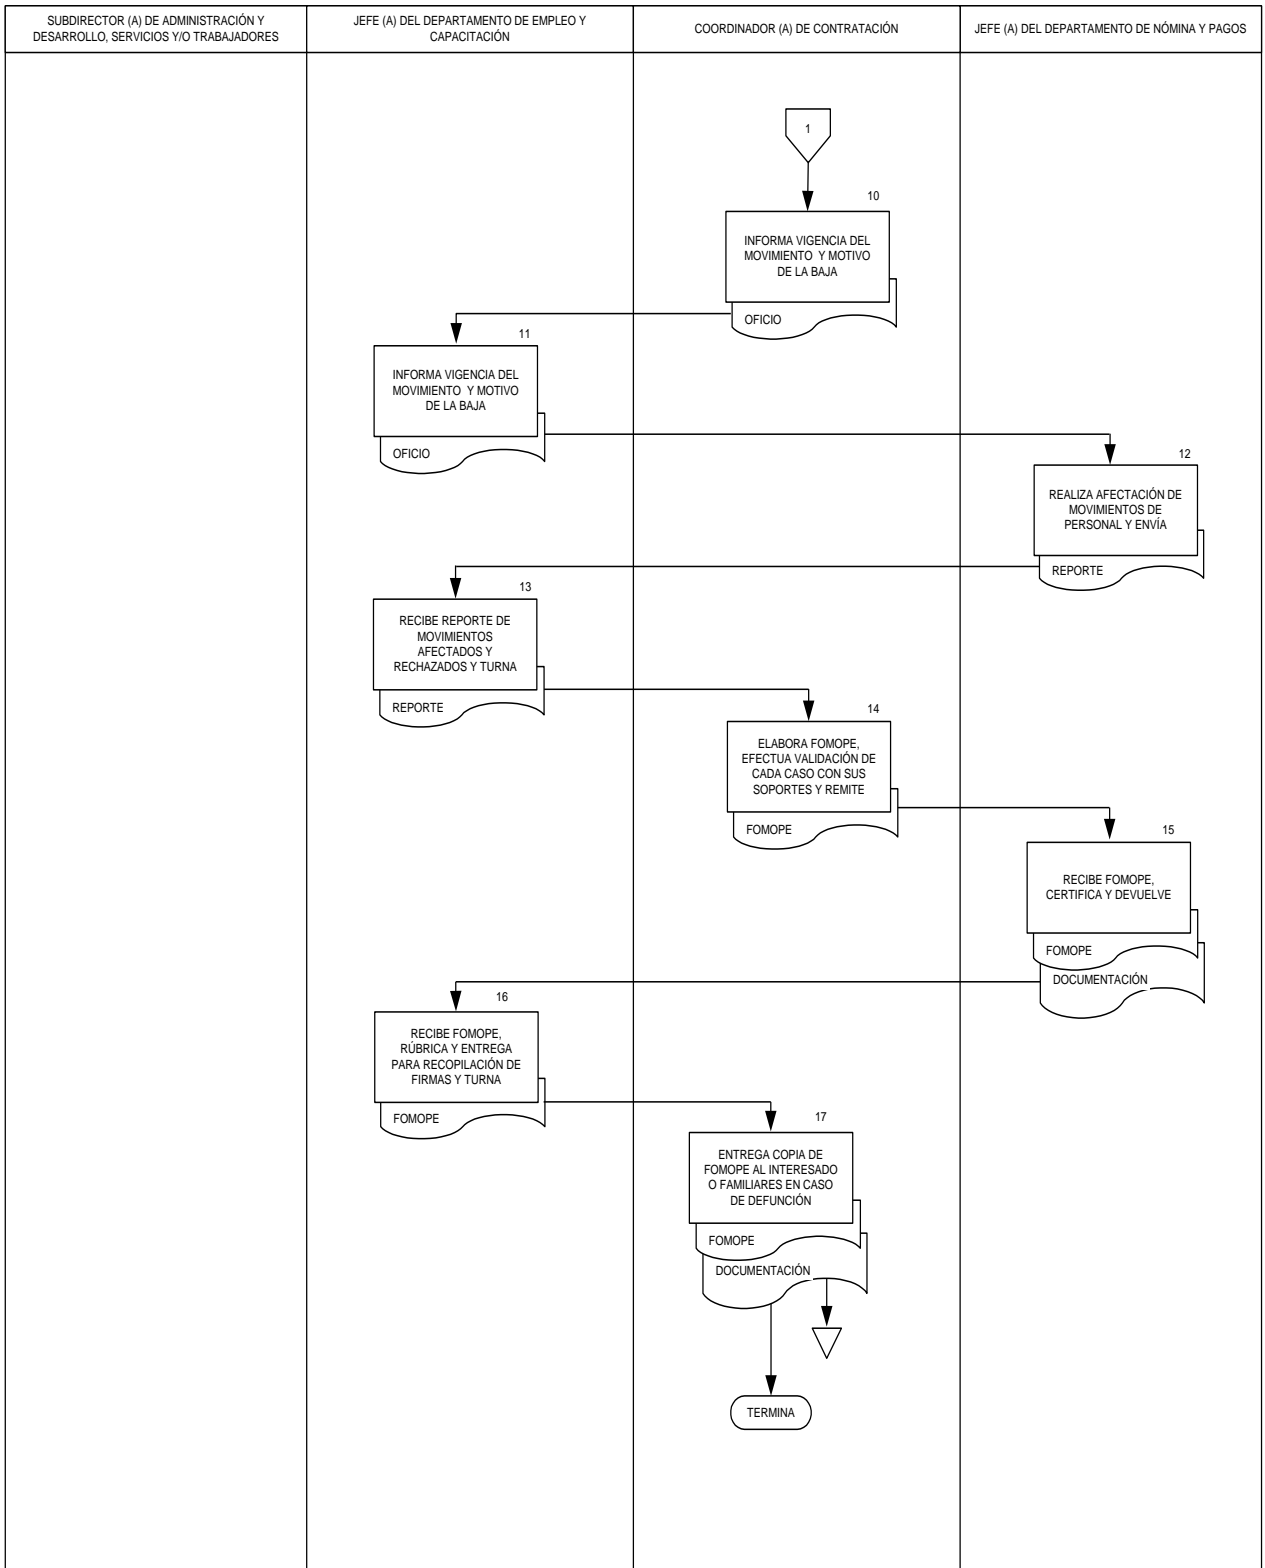 SUBDIRECTOR (A) DE ADMINISTRACIÓN Y
DESARROLLO, SERVICIOS Y/O TRABAJADORES
JEFE (A) DEL DEPARTAMENTO DE EMPLEO Y
CAPACITACIÓN
COORDINADOR (A) DE CONTRATACIÓN
JEFE (A) DEL DEPARTAMENTO DE NÓMINA Y PAGOS
1
10
INFORMA VIGENCIA DEL
MOVIMIENTO Y MOTIVO
DE LA BAJA
OFICIO
11
INFORMA VIGENCIA DEL
MOVIMIENTO Y MOTIVO
DE LA BAJA
OFICIO
12
REALIZA AFECTACIÓN DE
MOVIMIENTOS DE
PERSONAL Y ENVÍA
REPORTE
13
RECIBE REPORTE DE
MOVIMIENTOS
AFECTADOS Y
RECHAZADOS Y TURNA
REPORTE
14
ELABORA FOMOPE,
EFECTUA VALIDACIÓN DE
CADA CASO CON SUS
SOPORTES Y REMITE
FOMOPE
15
RECIBE FOMOPE,
CERTIFICA Y DEVUELVE
FOMOPE
DOCUMENTACIÓN
16
RECIBE FOMOPE,
RÚBRICA Y ENTREGA
PARA RECOPILACIÓN DE
FIRMAS Y TURNA
FOMOPE
17
ENTREGA COPIA DE
FOMOPE AL INTERESADO
O FAMILIARES EN CASO
DE DEFUNCIÓN
FOMOPE
DOCUMENTACIÓN
TERMINA